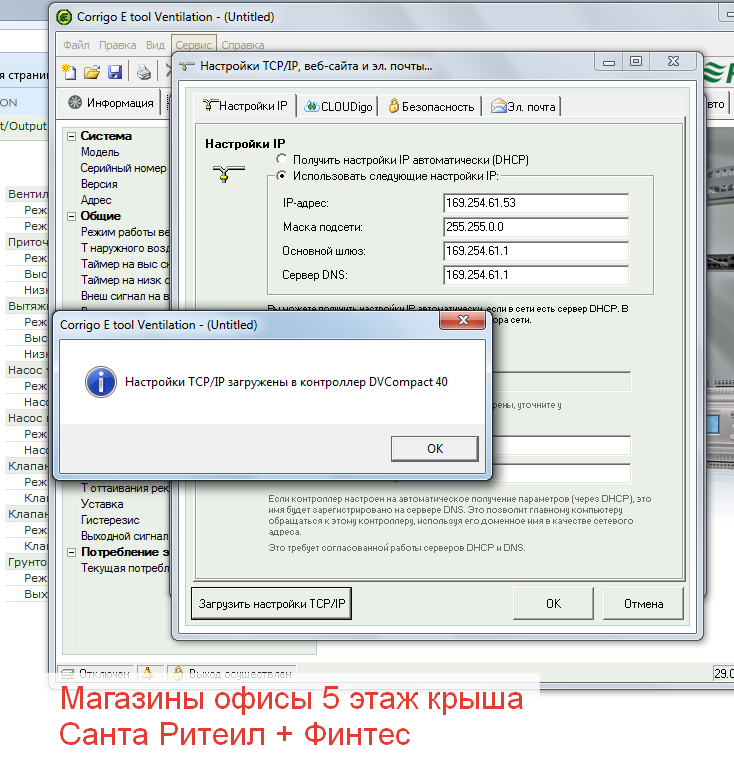 Corrigo E tool Ventilation - (Untitled)
Файл Правка Вид Сервис Справка
Настройки TCP/IP, веб-сайта и эл. почты...
я страни
ON
Информация
t/Output
Настройки IP CLOUDigo Безопасность Эл. почта
Система
Модель
Серийный номер
Версия
Адрес
Общие
Режим работы ве
Т наружного возд
Таймер на выс с
Таймер на низк с
Внеш сигнал на в
Вентил
Реж
Реж
Приточ
Реж
Выс
Низк
Вытяж
Реж
Выс
Низк
Насос
Реж
Насо
Насос
Реж
Насо
Клапан
Реж
Кла
Клапан
Реж
Кла
Грунто
Реж
Вых
Настройки IP
Получить настройки IP автоматически (DHCP)
Использовать следующие настройки IP:
IP-адрес: 169.254.61.53
Маска подсети: 255.255.0.0
Основной шлюз: 169.254.61.1
Сервер DNS: 169.254.61.1
Вы можете получить настройки IP автоматически, если в сети есть сервер DHCP. В
ора сети.
Corrigo E tool Ventilation - (Untitled)
Настройки TCP/IP загружены в контроллер DVCompact 40
OK
рены, уточните у
Т оттаивания рек
Уставка
Гистерезис
Выходной сигнал
Потребление э
Текущая потребл
Если контроллер настроен на автоматическое получение параметров (через DHCP), это
имя будет зарегистрировано на сервере DNS. Это позволит главному компьютеру
обращаться к этому контроллеру, используя его доменное имя в качестве сетевого
адреса.
Это требует согласованной работы серверов DHCP и DNS.
Загрузить настройки TCP/IP OK Отмена
Отключен Выход осуществлен 29.0
Магазины офисы 5 этаж крыша
Санта Ритеил + Финтес